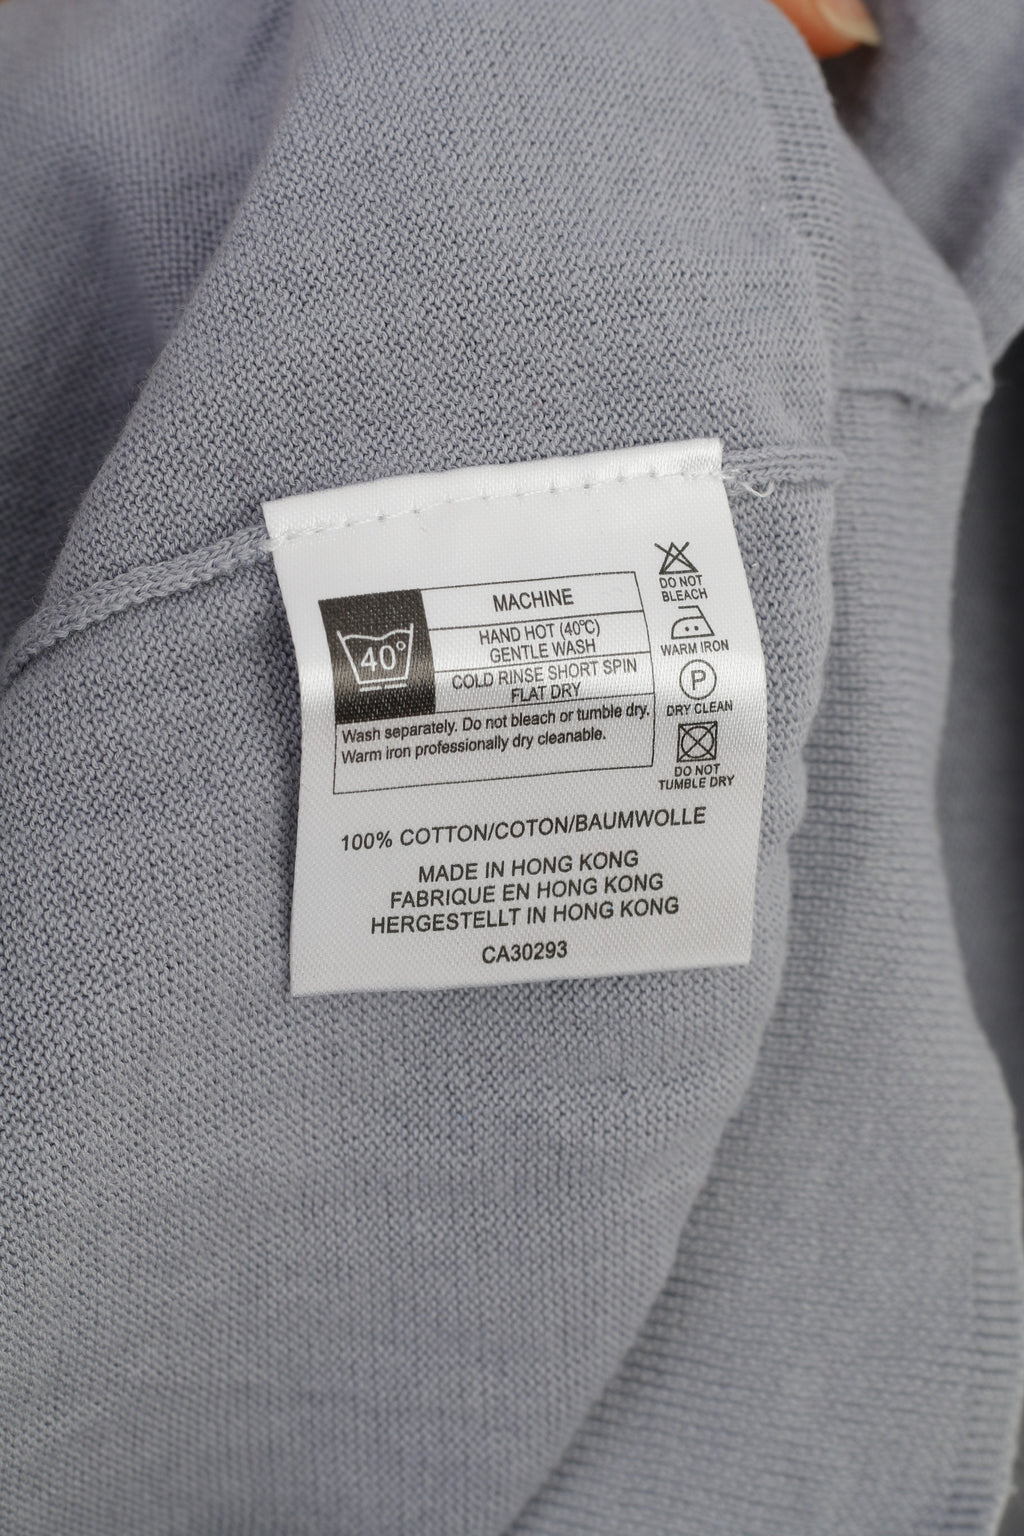 40°
MACHINE
HAND HOT (40°C)
GENTLE WASH
COLD RINSE SHORT SPIN
FLAT DRY
Wash separately. Do not bleach or tumble dry.
Warm iron professionally dry cleanable.
DO NOT
BLEACH
WARM IRON
P
DRY CLEAN
DO NOT
TUMBLE DRY
100% COTTON/COTON/BAUMWOLLE
MADE IN HONG KONG
FABRIQUE EN HONG KONG
HERGESTELLT IN HONG KONG
CA30293